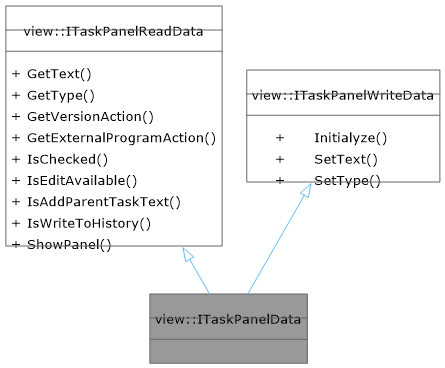 view::ITaskPanelReadData
+ GetText()
+ GetType()
+ GetVersionAction()
+ GetExternalProgramAction()
+ IsChecked()
+ IsEditAvailable()
+ IsAddParentTaskText()
+ IsWriteToHistory()
+ ShowPanel()
view::ITaskPanelWriteData
+ Initialyze()
+ SetText()
+ SetType()
view::ITaskPanelData